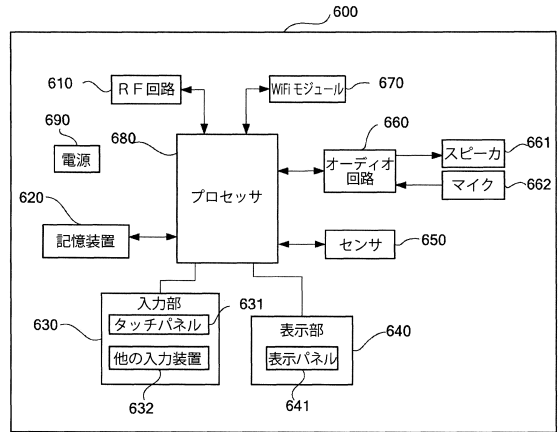 600
610
RF回路
WiFiモジュール
670
690
電源
680
プロセッサ
660
オーディオ
回路
スピーカ
661
マイク
662
620
記憶装置
センサ
650
入力部
631
630
タッチパネル
他の入力装置
632
表示部
640
表示パネル
641